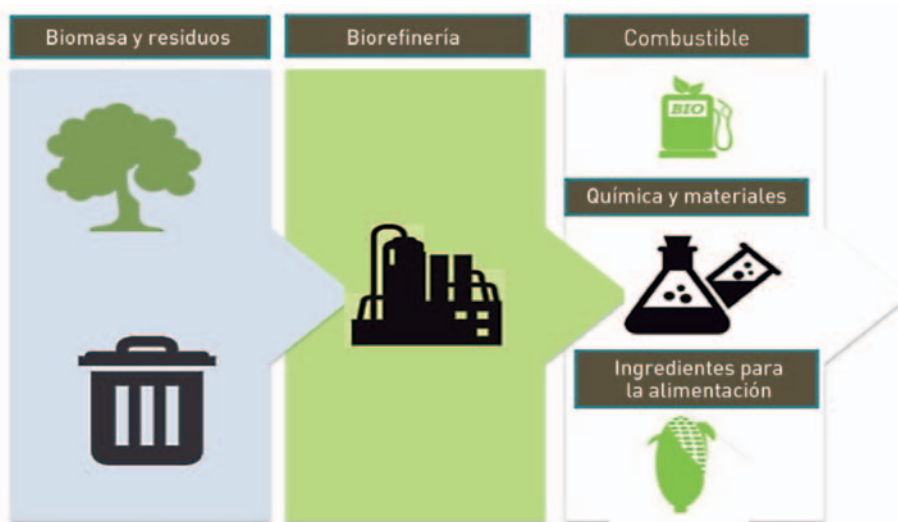 Biomasa y residuos
Biorefinería
Combustible
BIO
Química y materiales
Ingredientes para
la alimentación